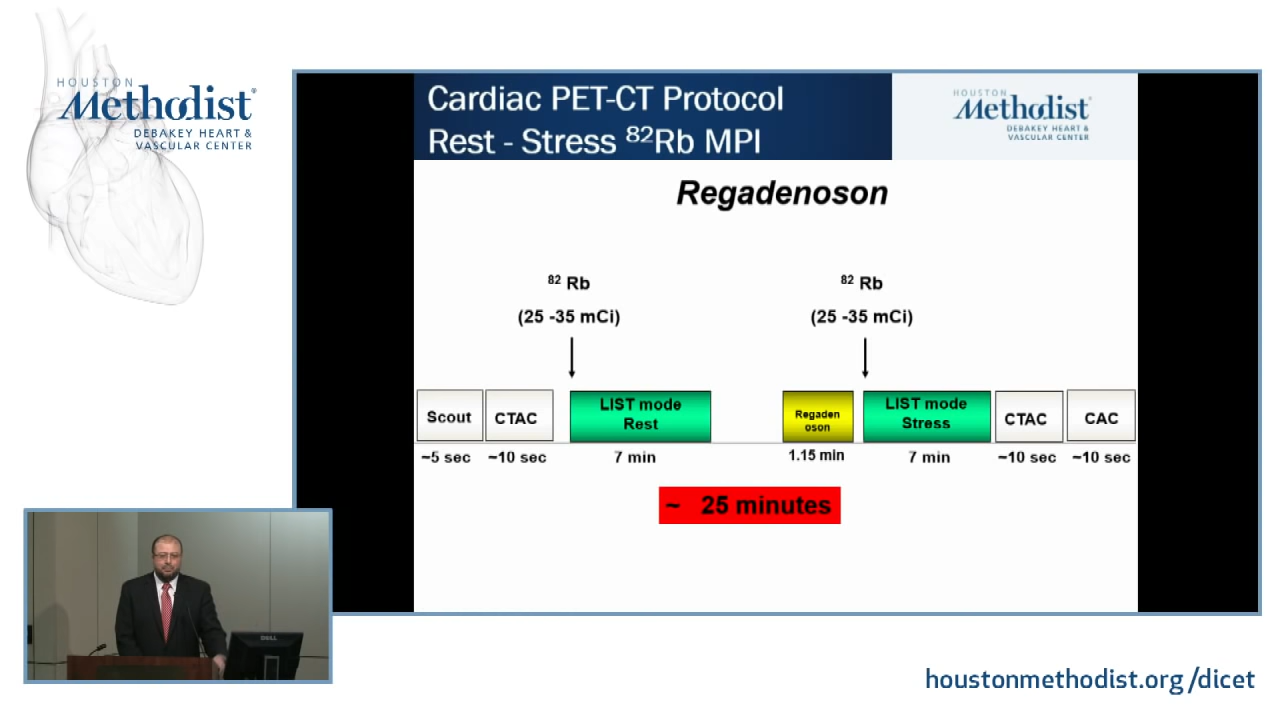 HOUSTON
Methodist®
DEBAKEY HEART &
VASCULAR CENTER
Cardiac PET-CT Protocol
Rest - Stress ⁸²Rb MPI
HOUSTON
Methodist®
DEBAKEY HEART &
VASCULAR CENTER
Regadenoson
⁸² Rb
(25 -35 mCi)
⁸² Rb
(25 -35 mCi)
Scout
CTAC
LIST mode
Rest
Regaden
oson
LIST mode
Stress
CTAC
CAC
~5 sec
~10 sec
7 min
1.15 min
7 min
~10 sec
~10 sec
~ 25 minutes
DELL
houstonmethodist.org/dicet